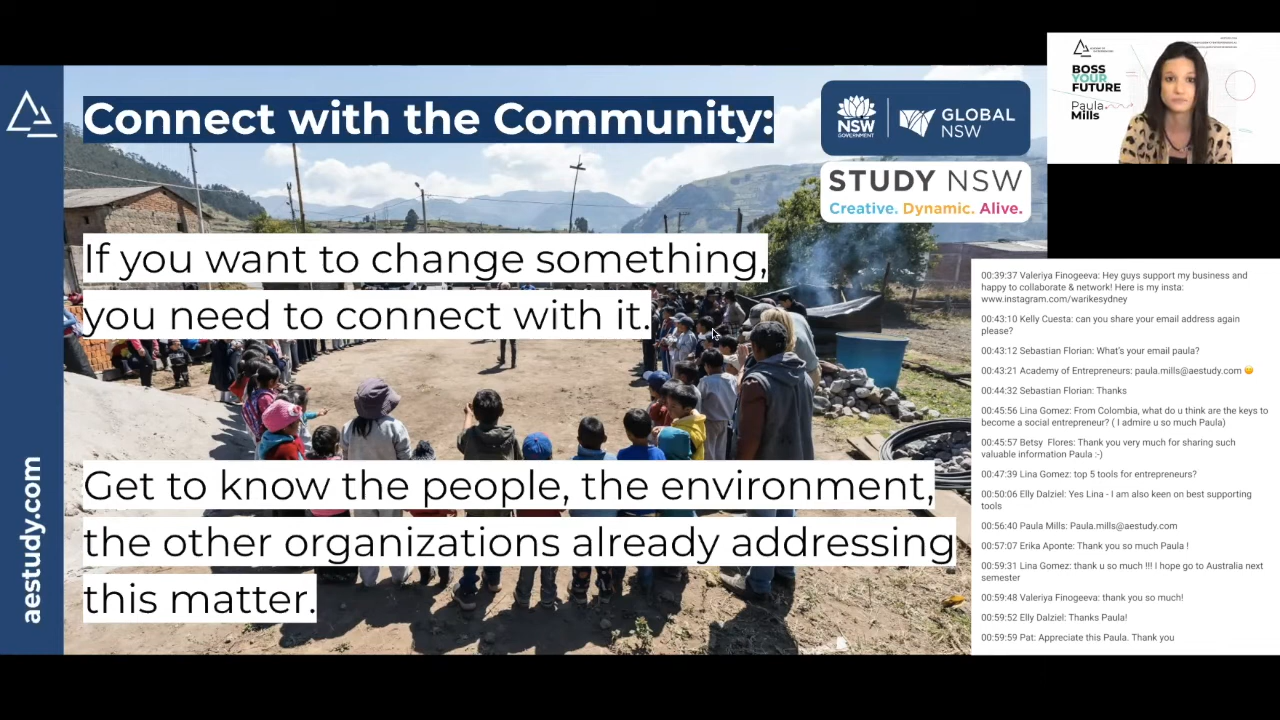 Connect with the Community:
If you want to change something,
you need to connect with it.
Get to know the people, the environment,
the other organizations already addressing
this matter.
aestudy.com
NSW
GOVERNMENT
GLOBAL
NSW
STUDY NSW
Creative. Dynamic. Alive.
BOSS
YOUR
FUTURE
Paula
Mills
00:39:37 Valeriya Finogeeva: Hey guys support my business and
happy to collaborate & network! Here is my insta:
www.instagram.com/warikesydney
00:43:10 Kelly Cuesta: can you share your email address again
please?
00:43:12 Sebastian Florian: What's your email paula?
00:43:21 Academy of Entrepreneurs: paula.mills@aestudy.com 🙂
00:44:32 Sebastian Florian: Thanks
00:45:56 Lina Gomez: From Colombia, what do u think are the keys to
become a social entrepreneur? ( I admire u so much Paula)
00:45:57 Betsy Flores: Thank you very much for sharing such
valuable information Paula :-)
00:47:39 Lina Gomez: top 5 tools for entrepreneurs?
00:50:06 Elly Dalziel: Yes Lina - I am also keen on best supporting
tools
00:56:40 Paula Mills: Paula.mills@aestudy.com
00:57:07 Erika Aponte: Thank you so much Paula !
00:59:31 Lina Gomez: thank u so much !!! I hope go to Australia next
semester
00:59:48 Valeriya Finogeeva: thank you so much!
00:59:52 Elly Dalziel: Thanks Paula!
00:59:59 Pat: Appreciate this Paula. Thank you